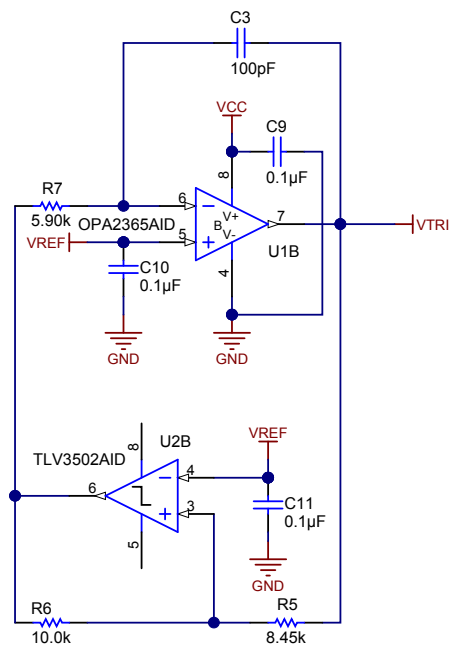 C3
100pF
VCC
C9
0.1µF
8
R7
5.90k
OPA2365AID
6
V+
B
V-
7
VTRI
VREF
5
U1B
C10
0.1µF
4
GND
GND
VREF
U2B
TLV3502AID
8
4
6
3
C11
0.1µF
5
GND
R6
10.0k
R5
8.45k